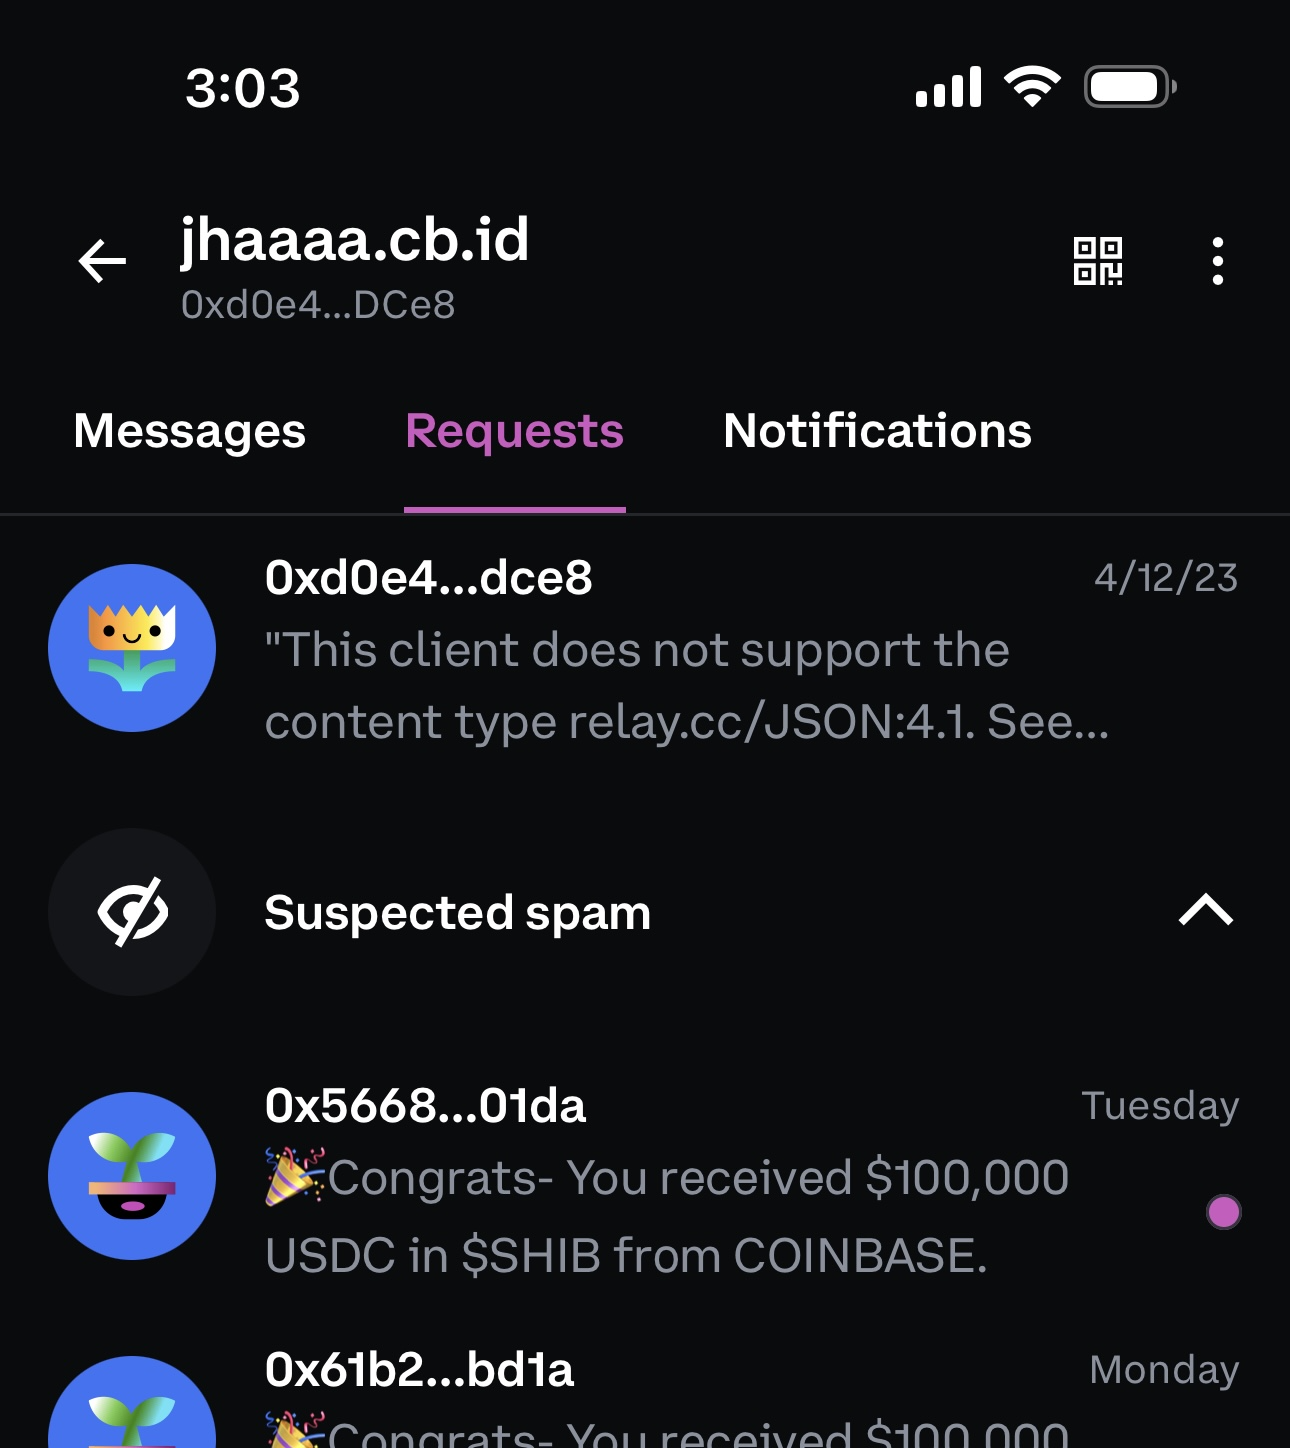 3:03
jhaaaa.cb.id
0xd0e4...DCe8
Messages Requests Notifications
0xd0e4...dce8 4/12/23
"This client does not support the
content type relay.cc/JSON:4.1. See...
Suspected spam
0x5668...01da Tuesday
🎉Congrats- You received $100,000
USDC in $SHIB from COINBASE.
0x61b2...bd1a Monday
🎉Congrats- You received $100,000